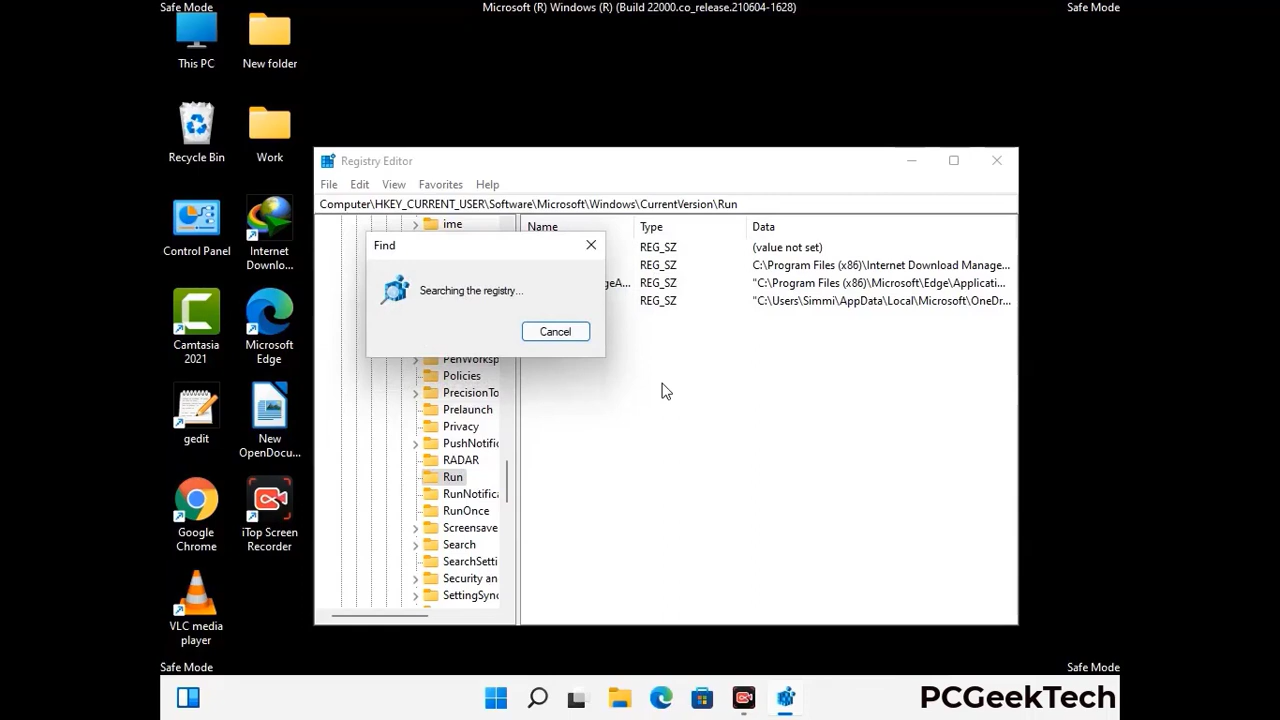 Safe Mode
Microsoft (R) Windows (R) (Build 22000.co_release.210604-1628)
Safe Mode
This PC
New folder
Recycle Bin
Work
Control Panel
Internet
Downlo...
Camtasia
2021
Microsoft
Edge
gedit
New
OpenDocu...
Google
Chrome
iTop Screen
Recorder
VLC media
player
Registry Editor
File Edit View Favorites Help
Computer\HKEY_CURRENT_USER\Software\Microsoft\Windows\CurrentVersion\Run
ime
PenWorksp
Policies
PrecisionTo
Prelaunch
Privacy
PushNotific
RADAR
Run
RunNotifica
RunOnce
Screensave
Search
SearchSetti
Security an
SettingSync
Name Type Data
REG_SZ (value not set)
REG_SZ C:\Program Files (x86)\Internet Download Manage...
geA... REG_SZ "C:\Program Files (x86)\Microsoft\Edge\Applicati...
REG_SZ "C:\Users\Simmi\AppData\Local\Microsoft\OneDr...
Find
Searching the registry...
Cancel
Safe Mode
Safe Mode
PCGeekTech